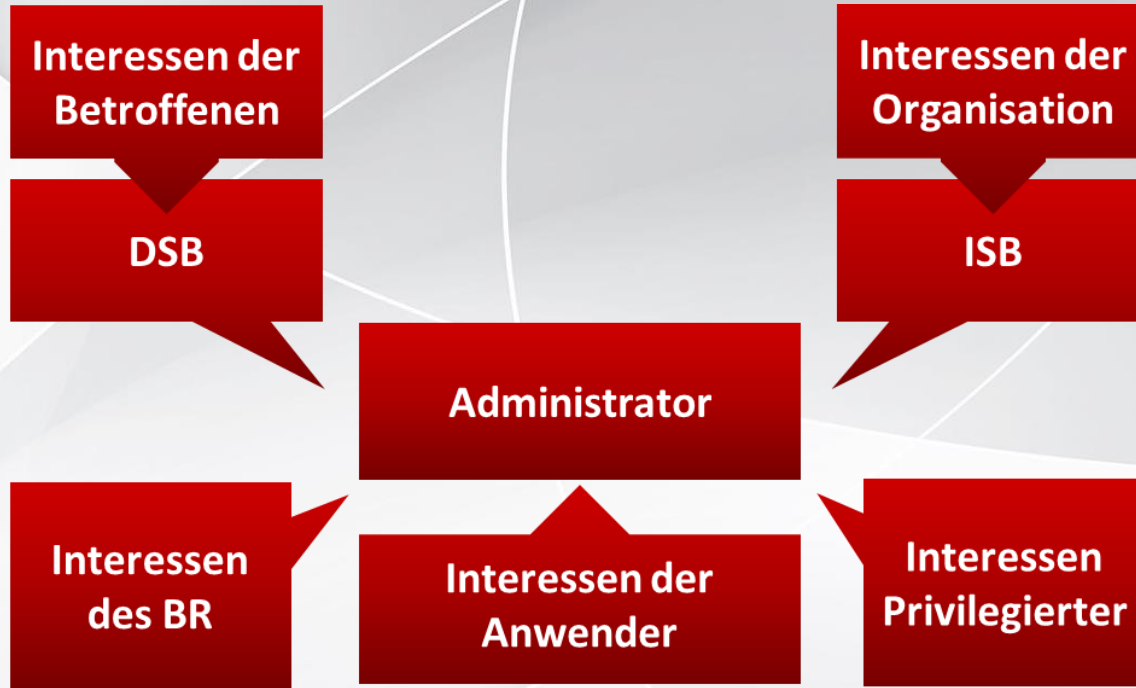 Interessen der
Betroffenen
Interessen der
Organisation
DSB
ISB
Administrator
Interessen
des BR
Interessen der
Anwender
Interessen
Privilegierter